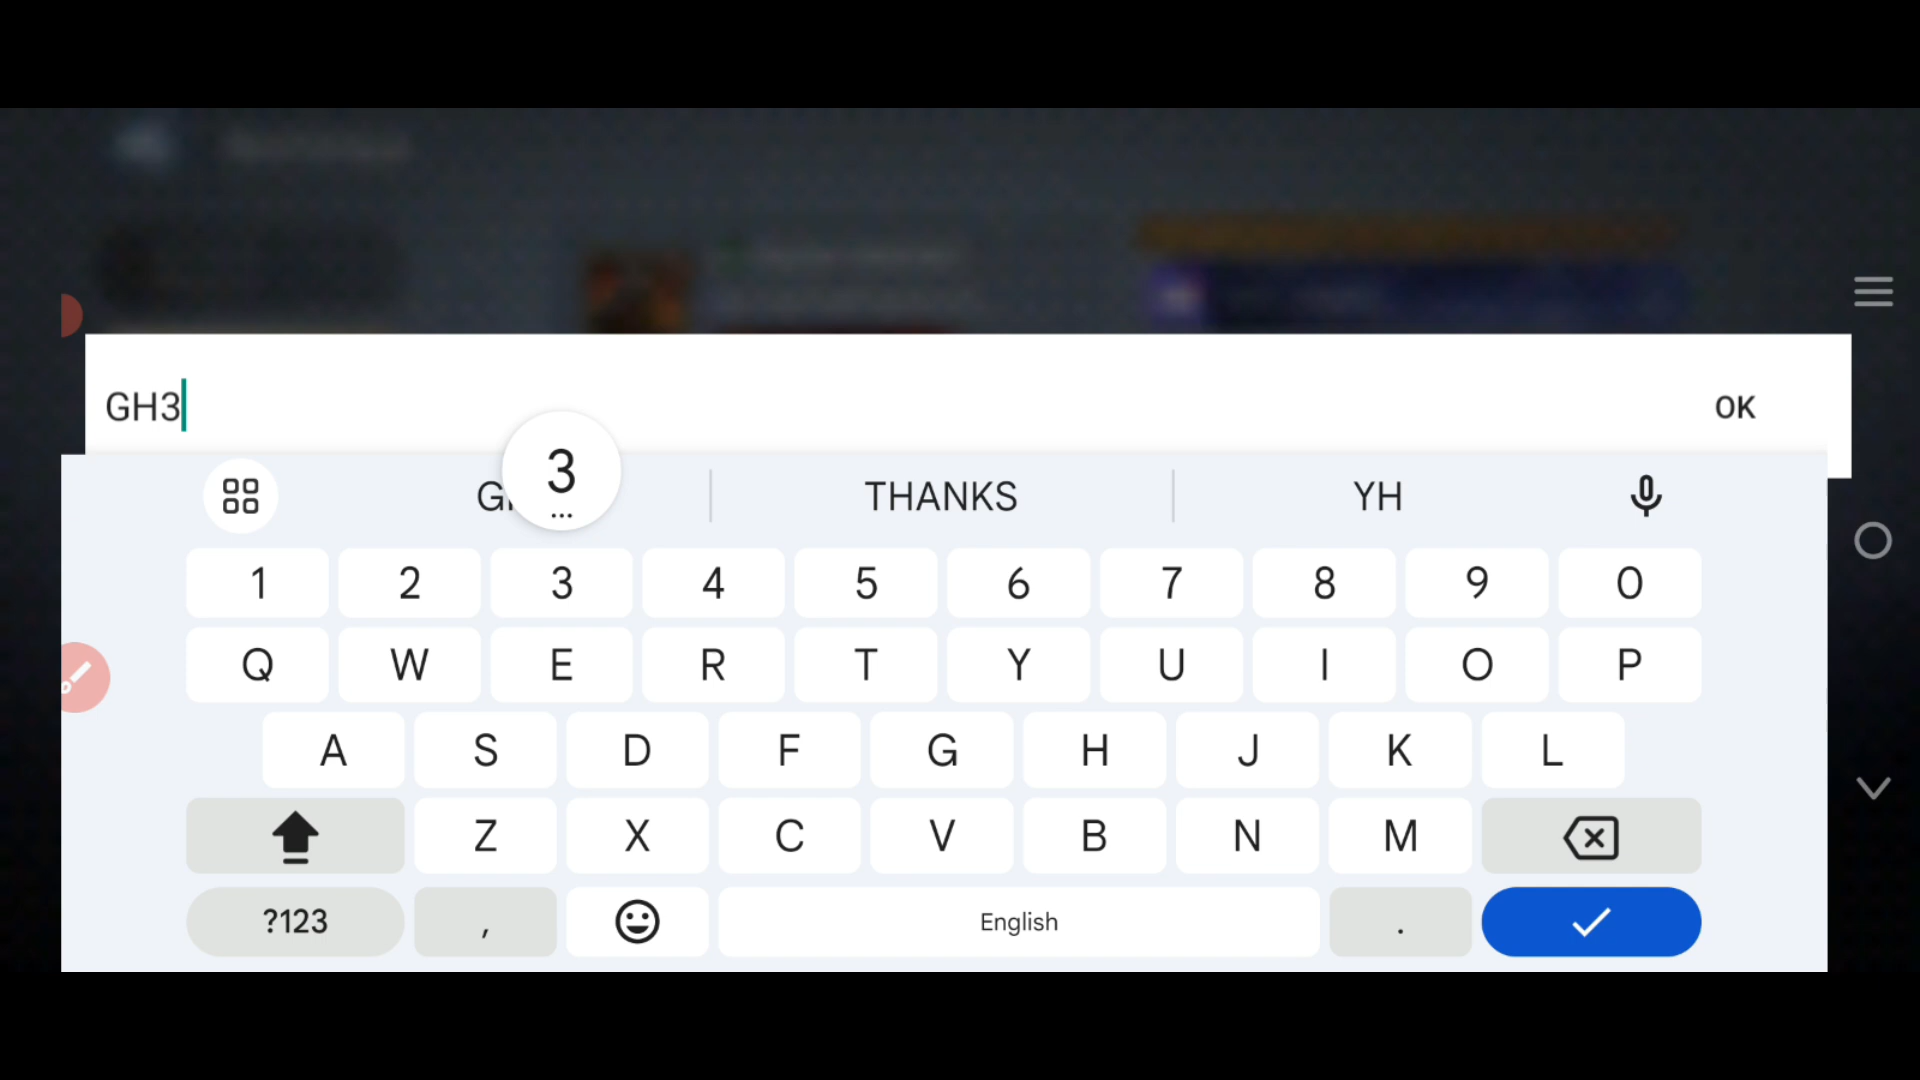 GH3
OK
3
...
THANKS
YH
1 2 3 4 5 6 7 8 9 0
Q W E R T Y U I O P
A S D F G H J K L
Z X C V B N M
?123 , English .